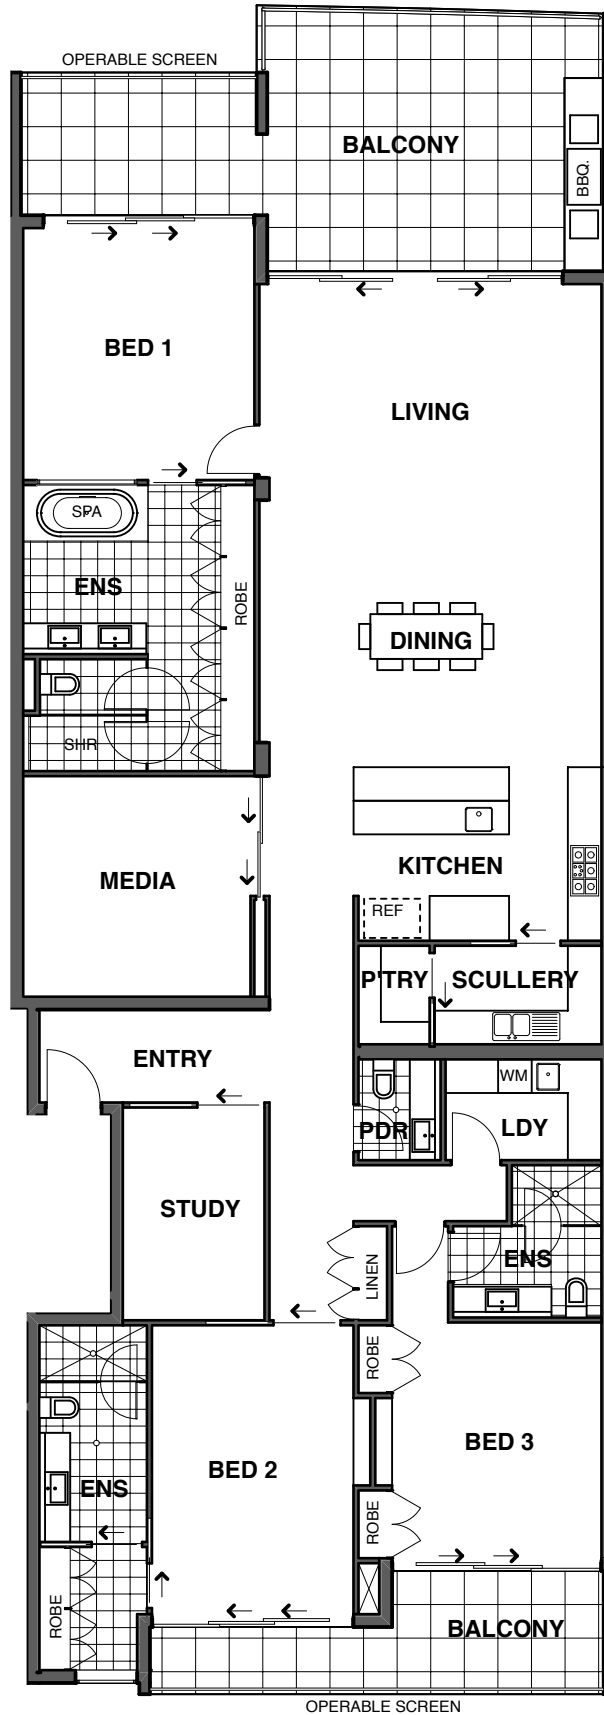 OPERABLE SCREEN
BALCONY
BBQ.
BED 1
LIVING
SPA
ENS
ROBE
DINING
SHR
MEDIA
KITCHEN
REF
P'TRY
SCULLERY
ENTRY
WM
PDR
LDY
STUDY
ENS
LINEN
ROBE
BED 3
BED 2
ENS
ROBE
ROBE
BALCONY
OPERABLE SCREEN